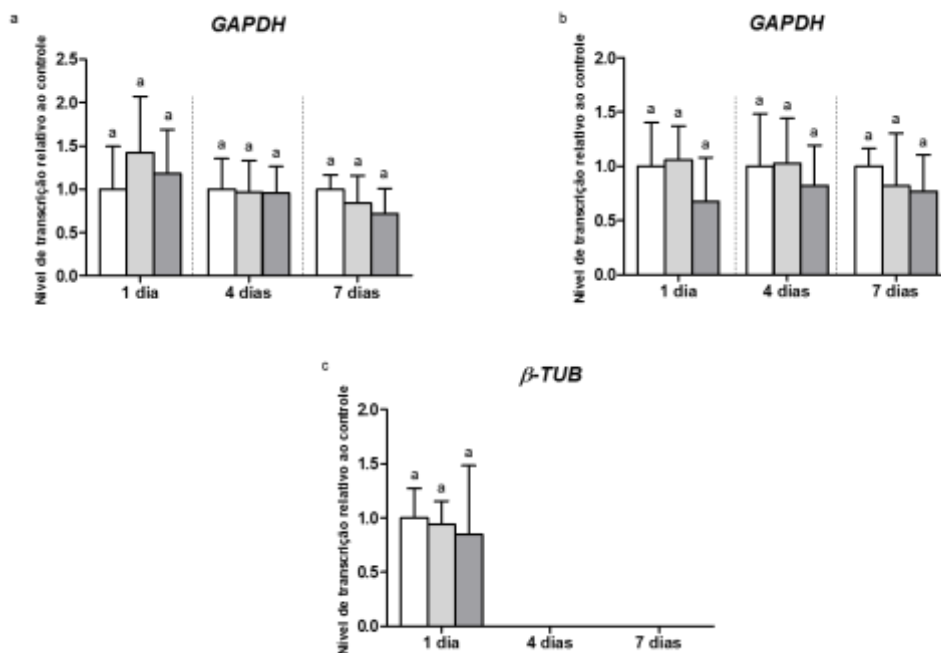 a
GAPDH
Nível de transcrição relativo ao controle
2.5
2.0
1.5
1.0
0.5
0.0
a a a a a a a a a
1 dia 4 dias 7 dias
b
GAPDH
Nível de transcrição relativo ao controle
2.0
1.5
1.0
0.5
0.0
a a a a a a a a a
1 dia 4 dias 7 dias
c
β-TUB
Nível de transcrição relativo ao controle
2.0
1.5
1.0
0.5
0.0
a a a
1 dia 4 dias 7 dias